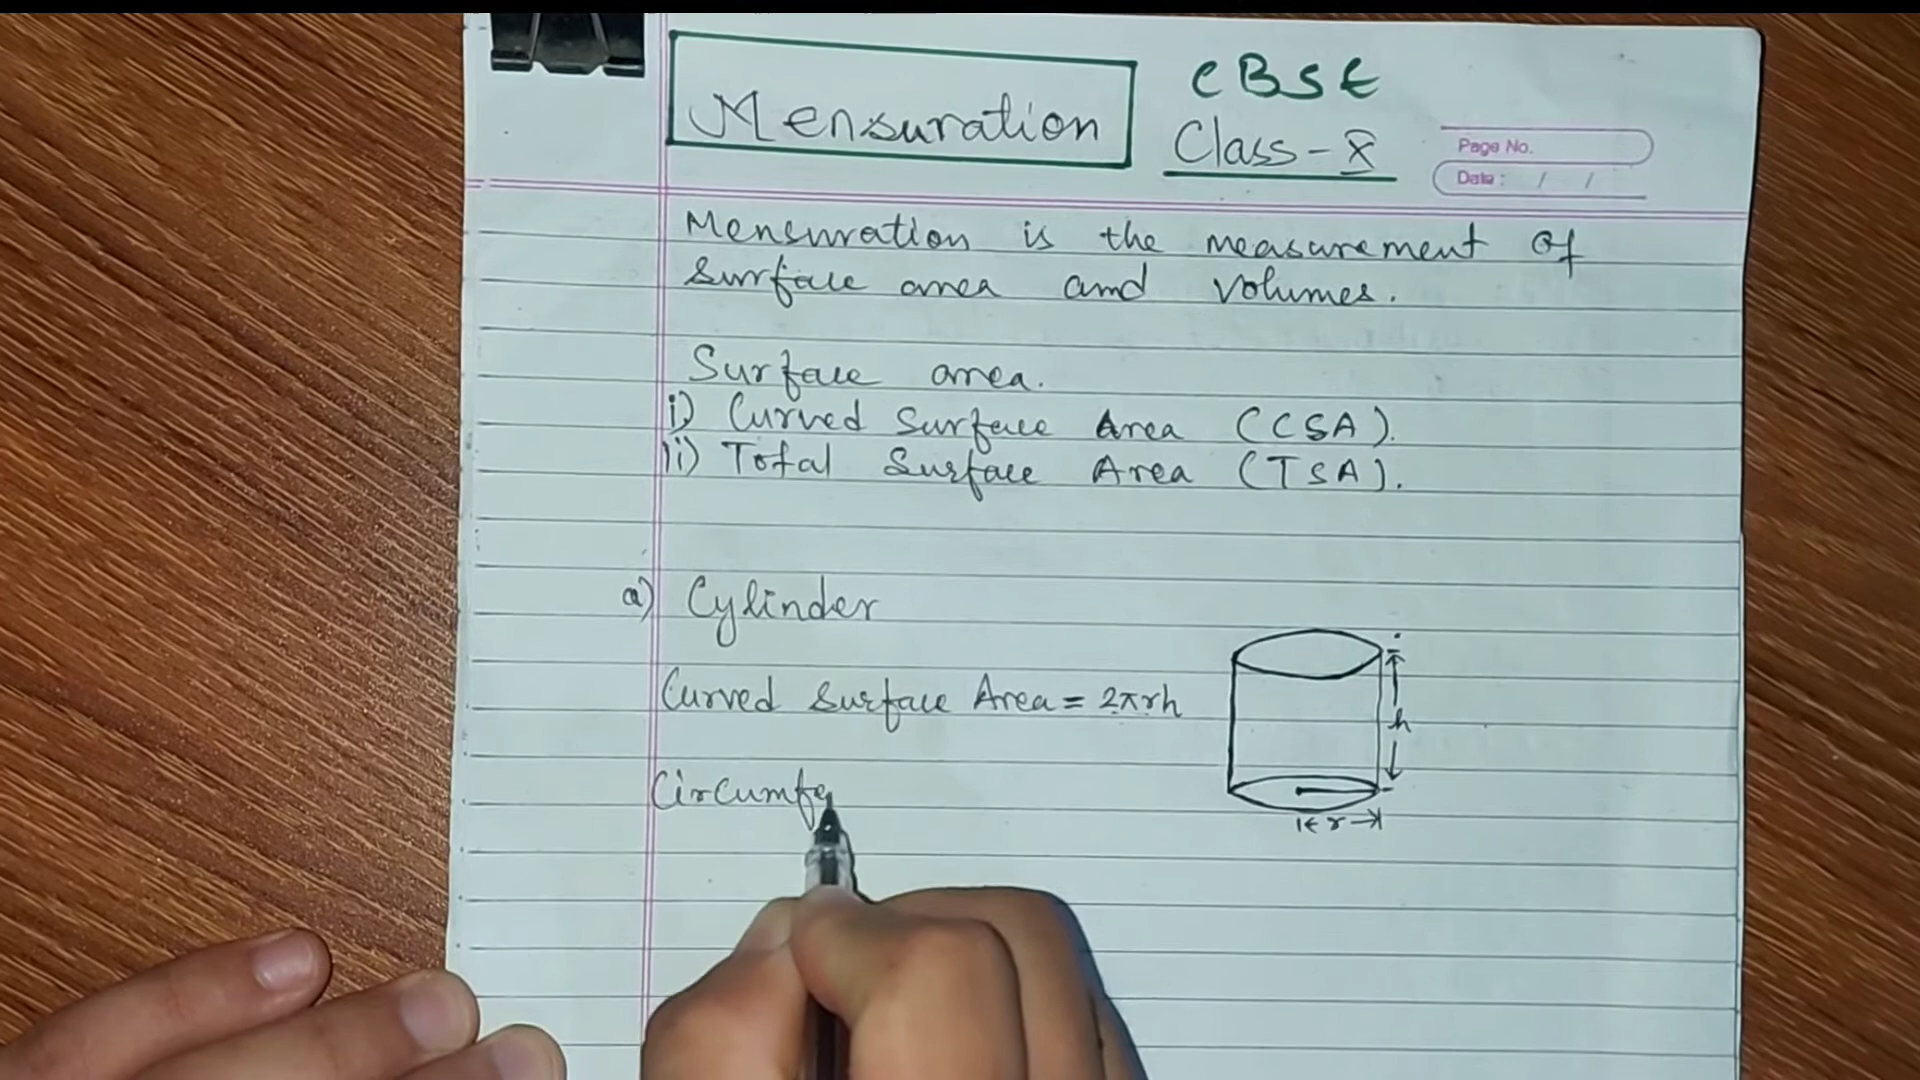 Mensuration
CBSE
Class-X
Page No.
Date: / /
Mensuration is the measurement of
surface area and volumes.
Surface area.
i) Curved Surface Area (CSA).
ii) Total Surface Area (TSA).
a) Cylinder
Curved Surface Area = 2πrh
h
Circumfe
r